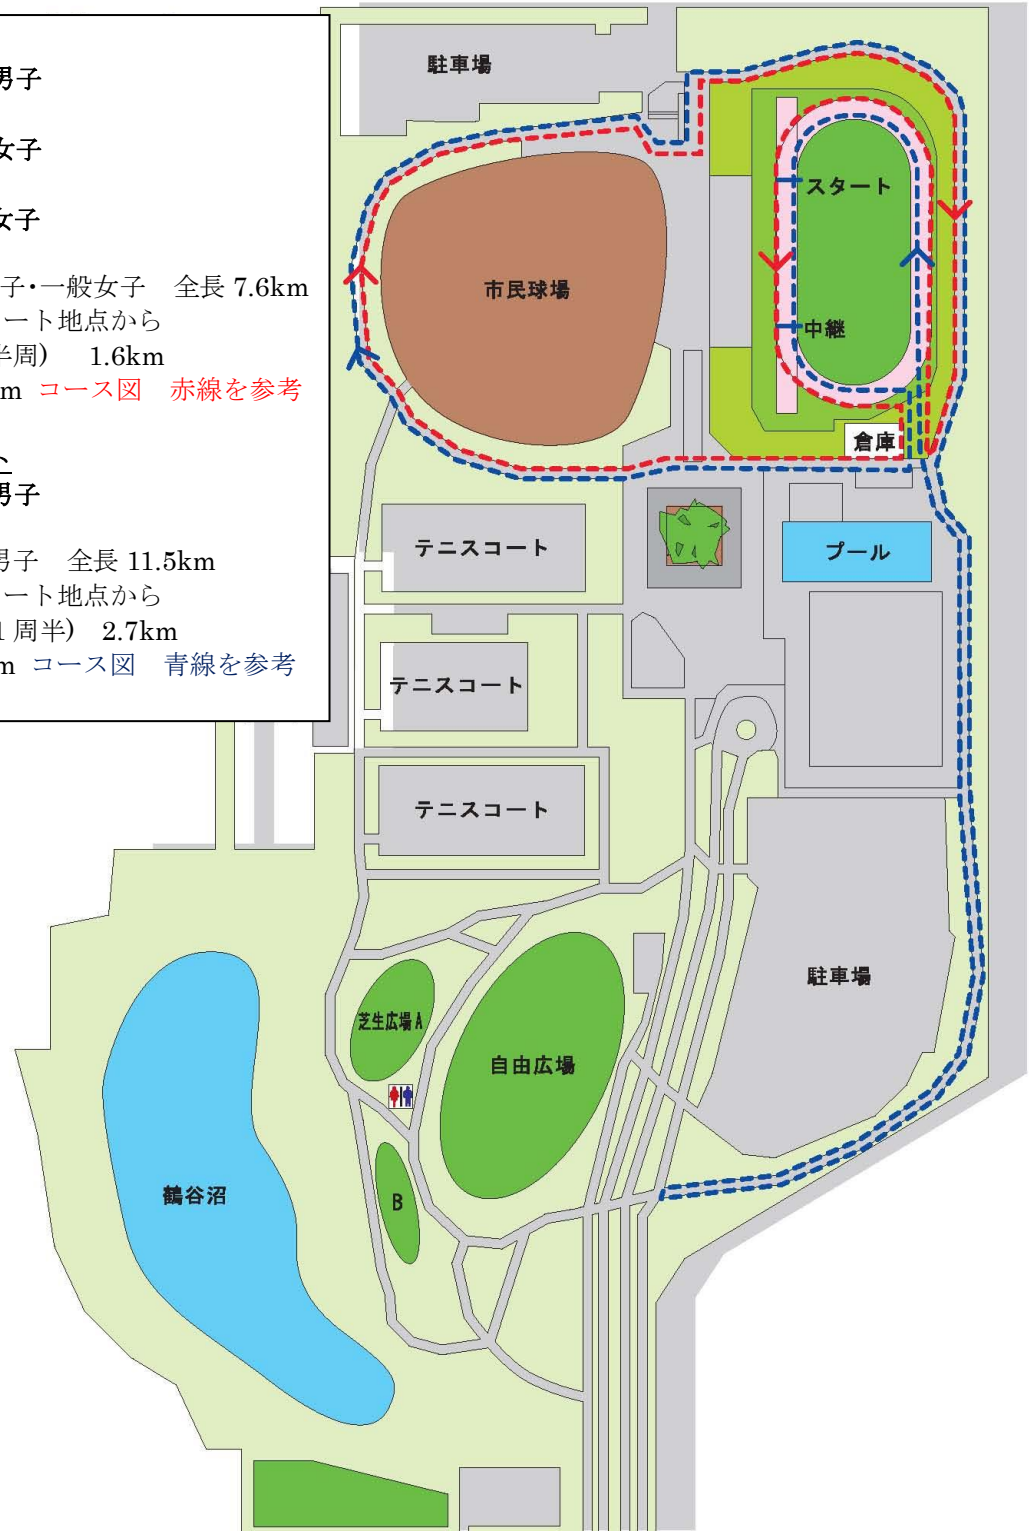 男子
女子
女子
子・一般女子　全長 7.6km
ート地点から
半周)　1.6km
m コース図　赤線を参考
男子
男子　全長 11.5km
ート地点から
1 周半)　2.7km
m コース図　青線を参考
駐車場
スタート
市民球場
中継
倉庫
テニスコート
プール
テニスコート
テニスコート
駐車場
芝生広場A
自由広場
鶴谷沼
B